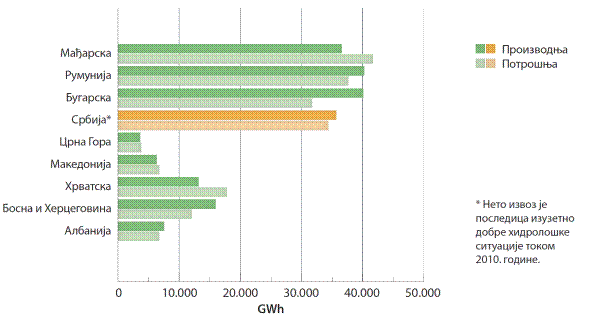 Мађарска
Румунија
Бугарска
Србија*
Црна Гора
Македонија
Хрватска
Босна и Херцеговина
Албанија
0 10.000 20.000 30.000 40.000 50.000
GWh
Производња
Потрошња
* Нето извоз је
последица изузетно
добре хидролошке
ситуације током
2010. године.